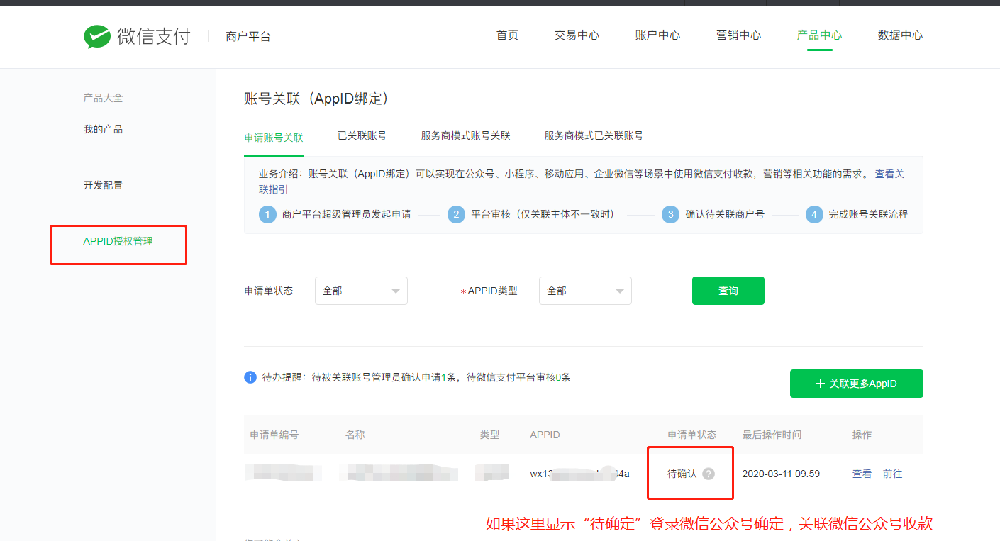 微信支付 商户平台 首页 交易中心 账户中心 营销中心 产品中心 数据中心
产品大全
我的产品
开发配置
APPID授权管理
账号关联（AppID绑定）
申请账号关联 已关联账号 服务商模式账号关联 服务商模式已关联账号
业务介绍：账号关联（AppID绑定）可以实现在公众号、小程序、移动应用、企业微信等场景中使用微信支付收款，营销等相关功能的需求。 查看关
联指引
1 商户平台超级管理员发起申请 2 平台审核（仅关联主体不一致时） 3 确认待关联商户号 4 完成账号关联流程
申请单状态 全部 *APPID类型 全部 查询
待办提醒：待被关联账号管理员确认申请1条，待微信支付平台审核0条
+ 关联更多AppID
申请单编号 名称 类型 APPID 申请单状态 最后操作时间 操作
wx13 4a 待确认 ? 2020-03-11 09:59 查看 前往
如果这里显示“待确定”登录微信公众号确定，关联微信公众号收款